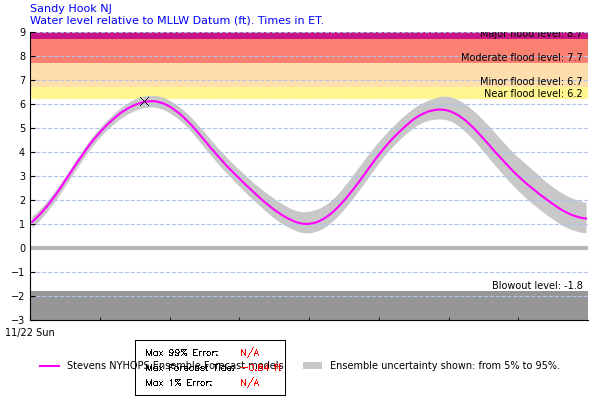 Sandy Hook NJ
Water level relative to MLLW Datum (ft). Times in ET.
9
Major flood level: 8.7
8
Moderate flood level: 7.7
7
Minor flood level: 6.7
Near flood level: 6.2
6
5
4
3
2
1
0
−1
Blowout level: -1.8
−2
−3
11/22 Sun
Max 99% Error: N/A
Stevens NYHOPS Ensemble Forecast models
Max Forecast Tide:
Ensemble uncertainty shown: from 5% to 95%.
Max 1% Error: N/A